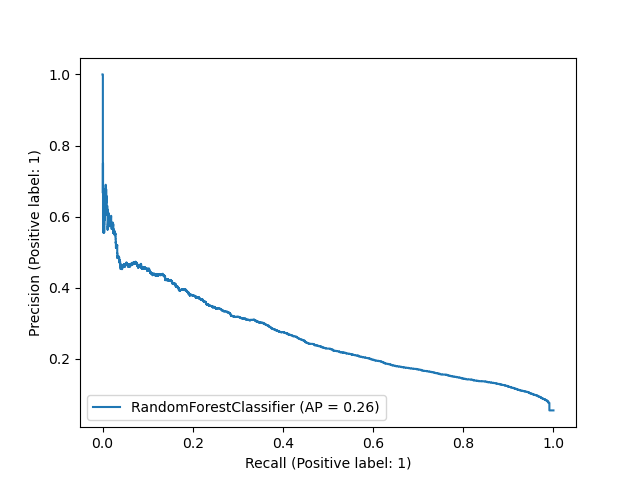 1.0
0.8
0.6
0.4
0.2
Precision (Positive label: 1)
RandomForestClassifier (AP = 0.26)
0.0 0.2 0.4 0.6 0.8 1.0
Recall (Positive label: 1)